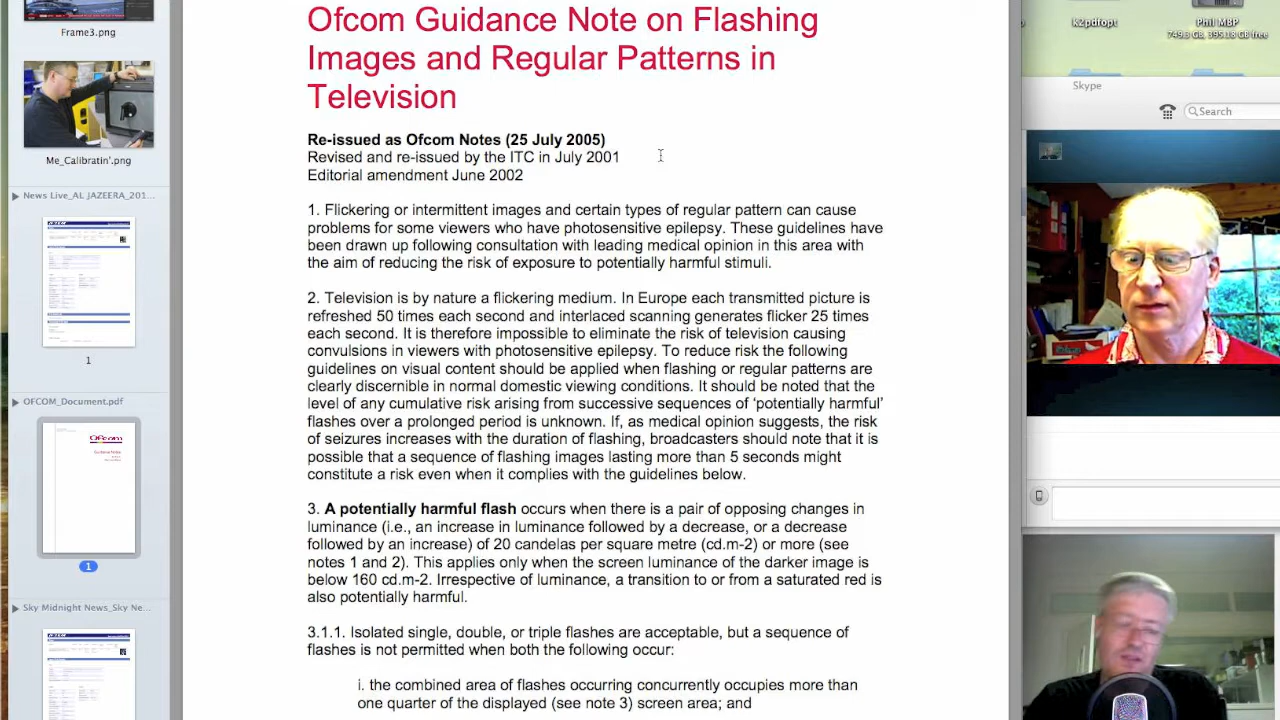 Ofcom Guidance Note on Flashing
Images and Regular Patterns in
Television
Re-issued as Ofcom Notes (25 July 2005)
Revised and re-issued by the ITC in July 2001
Editorial amendment June 2002
1. Flickering or intermittent images and certain types of regular pattern can cause
problems for some viewers who have photosensitive epilepsy. These guidelines have
been drawn up following consultation with leading medical opinion in this area with
the aim of reducing the risk of exposure to potentially harmful stimuli.
2. Television is by nature a flickering medium. In Europe each transmitted picture is
refreshed 50 times each second and interlaced scanning generates flicker 25 times
each second. It is therefore impossible to eliminate the risk of television causing
convulsions in viewers with photosensitive epilepsy. To reduce risk the following
guidelines on visual content should be applied when flashing or regular patterns are
clearly discernible in normal domestic viewing conditions. It should be noted that the
level of any cumulative risk arising from successive sequences of ‘potentially harmful’
flashes over a prolonged period is unknown. If, as medical opinion suggests, the risk
of seizures increases with the duration of flashing, broadcasters should note that it is
possible that a sequence of flashing images lasting more than 5 seconds might
constitute a risk even when it complies with the guidelines below.
3. A potentially harmful flash occurs when there is a pair of opposing changes in
luminance (i.e., an increase in luminance followed by a decrease, or a decrease
followed by an increase) of 20 candelas per square metre (cd.m-2) or more (see
notes 1 and 2). This applies only when the screen luminance of the darker image is
below 160 cd.m-2. Irrespective of luminance, a transition to or from a saturated red is
also potentially harmful.
3.1.1. Isolated single, double, or triple flashes are acceptable, but a sequence of
flashes is not permitted when both the following occur:
i. the combined area of flashes occurring concurrently occupies more than
one quarter of the displayed (see note 3) screen area; and
Frame3.png
Me_Calibratin'.png
News Live_AL JAZEERA_201...
1
OFCOM_Document.pdf
Ofcom
1
Sky Midnight News_Sky Ne...
k2pdfopt
Phil MBP
Skype
Search